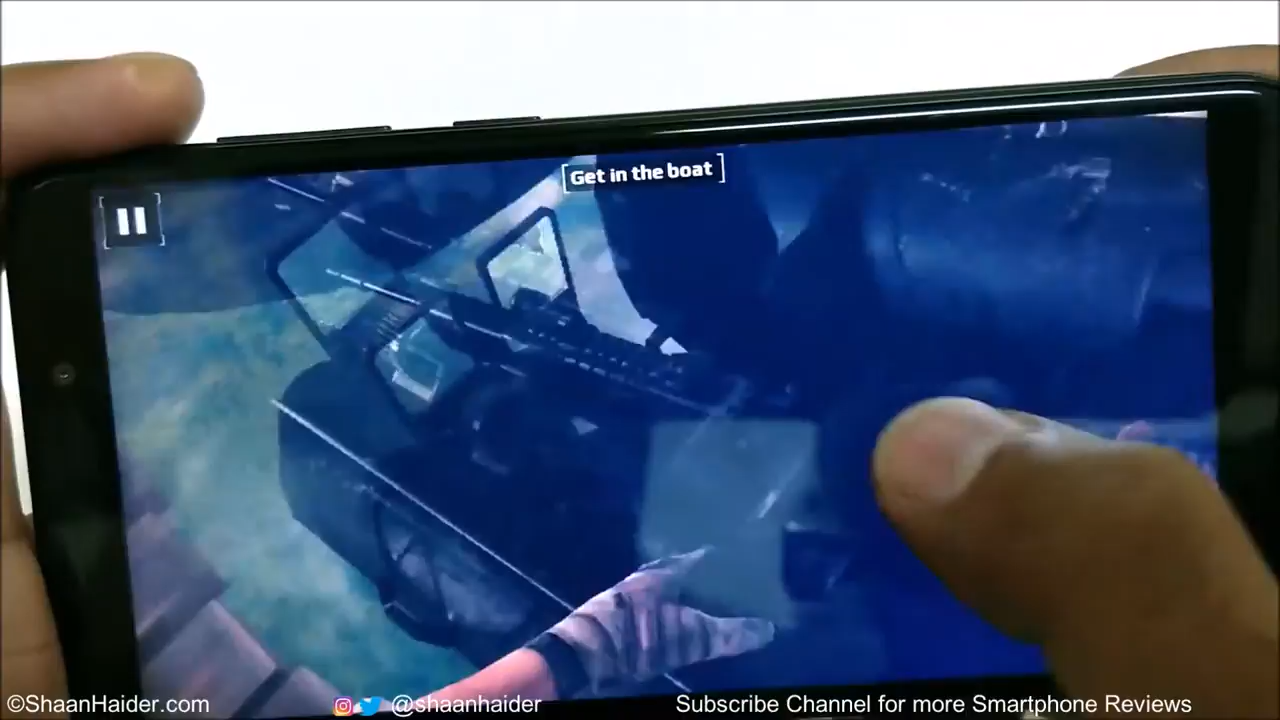 Get in the boat
©ShaanHaider.com
@shaanhaider
Subscribe Channel for more Smartphone Reviews